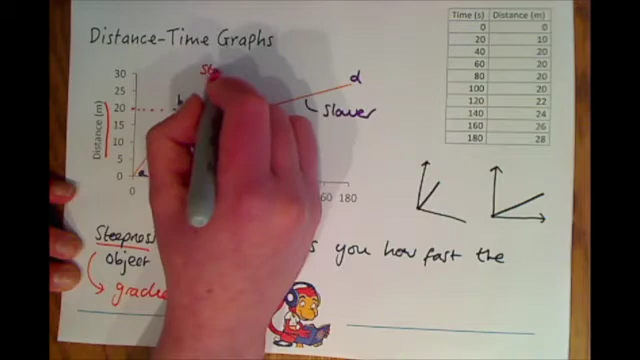 Distance-Time Graphs
Time (s) Distance (m)
0 0
20 10
40 20
60 20
80 20
100 20
120 22
140 24
160 26
180 28
30
25
20
15
10
5
0
Distance (m)
0
60 180
a
b
d
slower
Steepness
s you how fast the
object